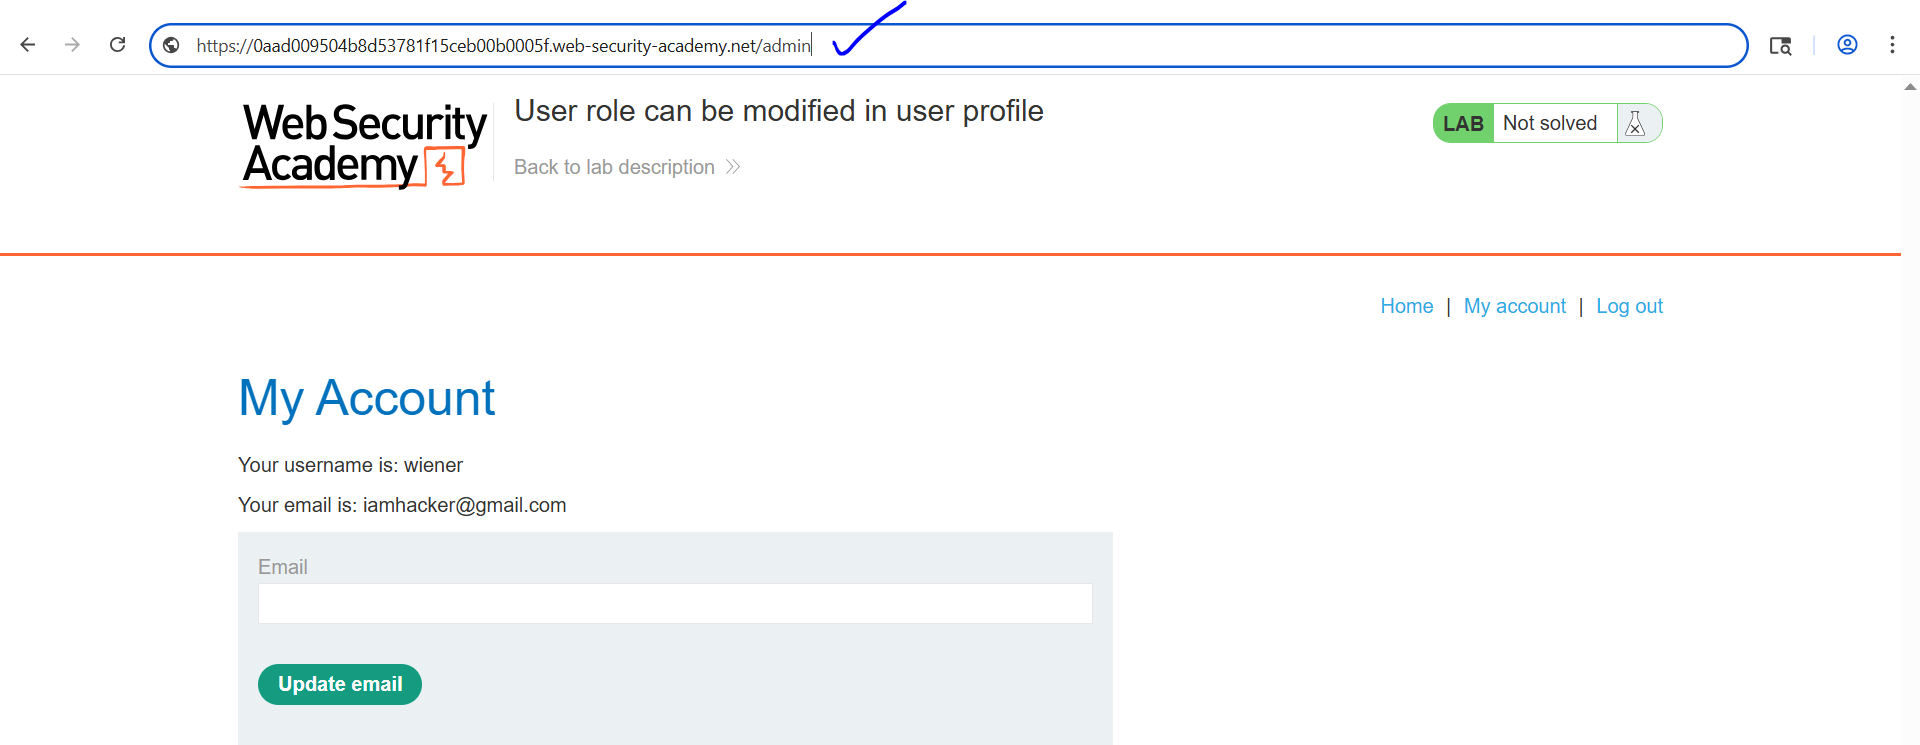 https://0aad009504b8d53781f15ceb00b0005f.web-security-academy.net/admin
Web Security
Academy
User role can be modified in user profile
Back to lab description
LAB Not solved
Home | My account | Log out
My Account
Your username is: wiener
Your email is: iamhacker@gmail.com
Email
Update email